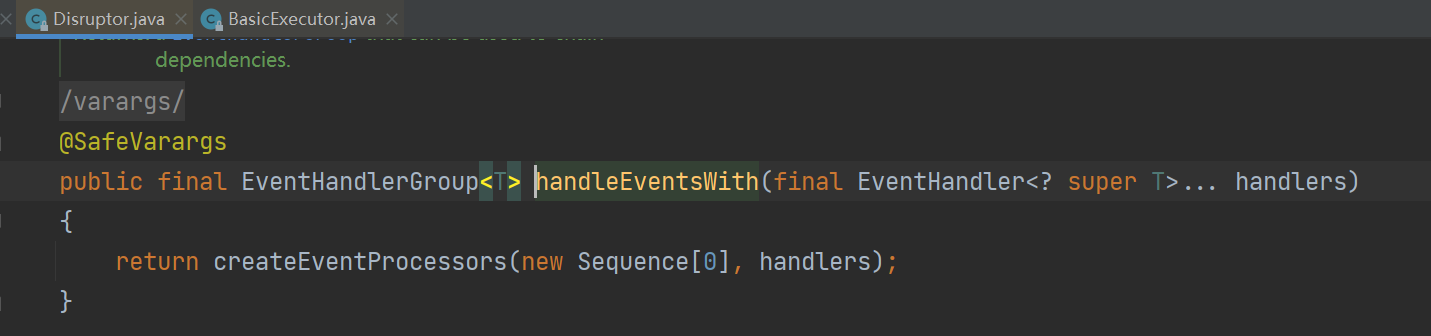 Disruptor.java
BasicExecutor.java
dependencies.
/varargs/
@SafeVarargs
public final EventHandlerGroup<T> handleEventsWith(final EventHandler<? super T>... handlers)
{
return createEventProcessors(new Sequence[0], handlers);
}